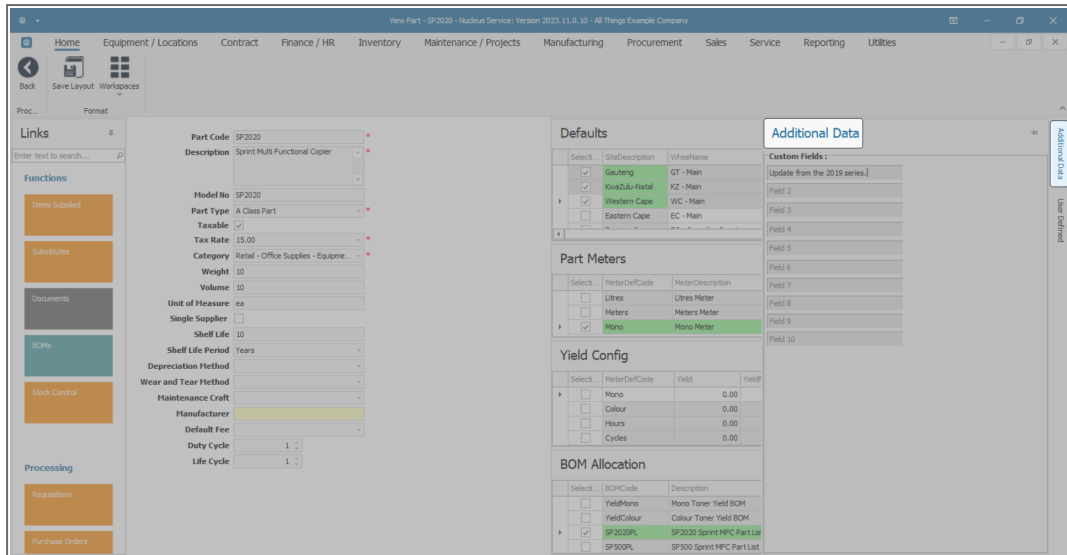 View Part - SP2020 - Nucleus Service: Version 2023.11.0.10 - All Things Example Company
Home Equipment / Locations Contract Finance / HR Inventory Maintenance / Projects Manufacturing Procurement Sales Service Reporting Utilities
Back Save Layout Workspaces
Proc... Format
Links
Enter text to search...
Functions
Items Supplied
Substitutes
Documents
BOMs
Stock Control
Processing
Requisitions
Purchase Orders
Part Code SP2020 *
Description Sprint Multi Functional Copier *
Model No SP2020
Part Type A Class Part *
Taxable
Tax Rate 15.00 *
Category Retail - Office Supplies - Equipme... *
Weight 10
Volume 10
Unit of Measure ea
Single Supplier
Shelf Life 10
Shelf Life Period Years
Depreciation Method
Wear and Tear Method
Maintenance Craft
Manufacturer
Default Fee
Duty Cycle 1
Life Cycle 1
Defaults
Selecti... SiteDescription WhseName
Gauteng GT - Main
KwaZulu-Natal KZ - Main
Western Cape WC - Main
Eastern Cape EC - Main
Part Meters
Selecti... MeterDefCode MeterDescription
Litres Litres Meter
Meters Meters Meter
Mono Mono Meter
Yield Config
Selecti... MeterDefCode Yield YieldF
Mono 0.00
Colour 0.00
Hours 0.00
Cycles 0.00
BOM Allocation
Selecti... BOMCode Description
YieldMono Mono Toner Yield BOM
YieldColour Colour Toner Yield BOM
SP2020PL SP2020 Sprint MFC Part Lis
SP500PL SP500 Sprint MFC Part List
Additional Data
Custom Fields :
Update from the 2019 series.
Field 2
Field 3
Field 4
Field 5
Field 6
Field 7
Field 8
Field 9
Field 10
Additional Data
User Defined